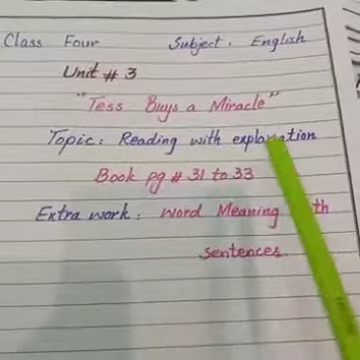 Class Four Subject. English
Unit # 3
"Tess Buys a Miracle"
Topic: Reading with explanation
Book pg # 31 to 33
Extra work: Word Meaning th
sentences.